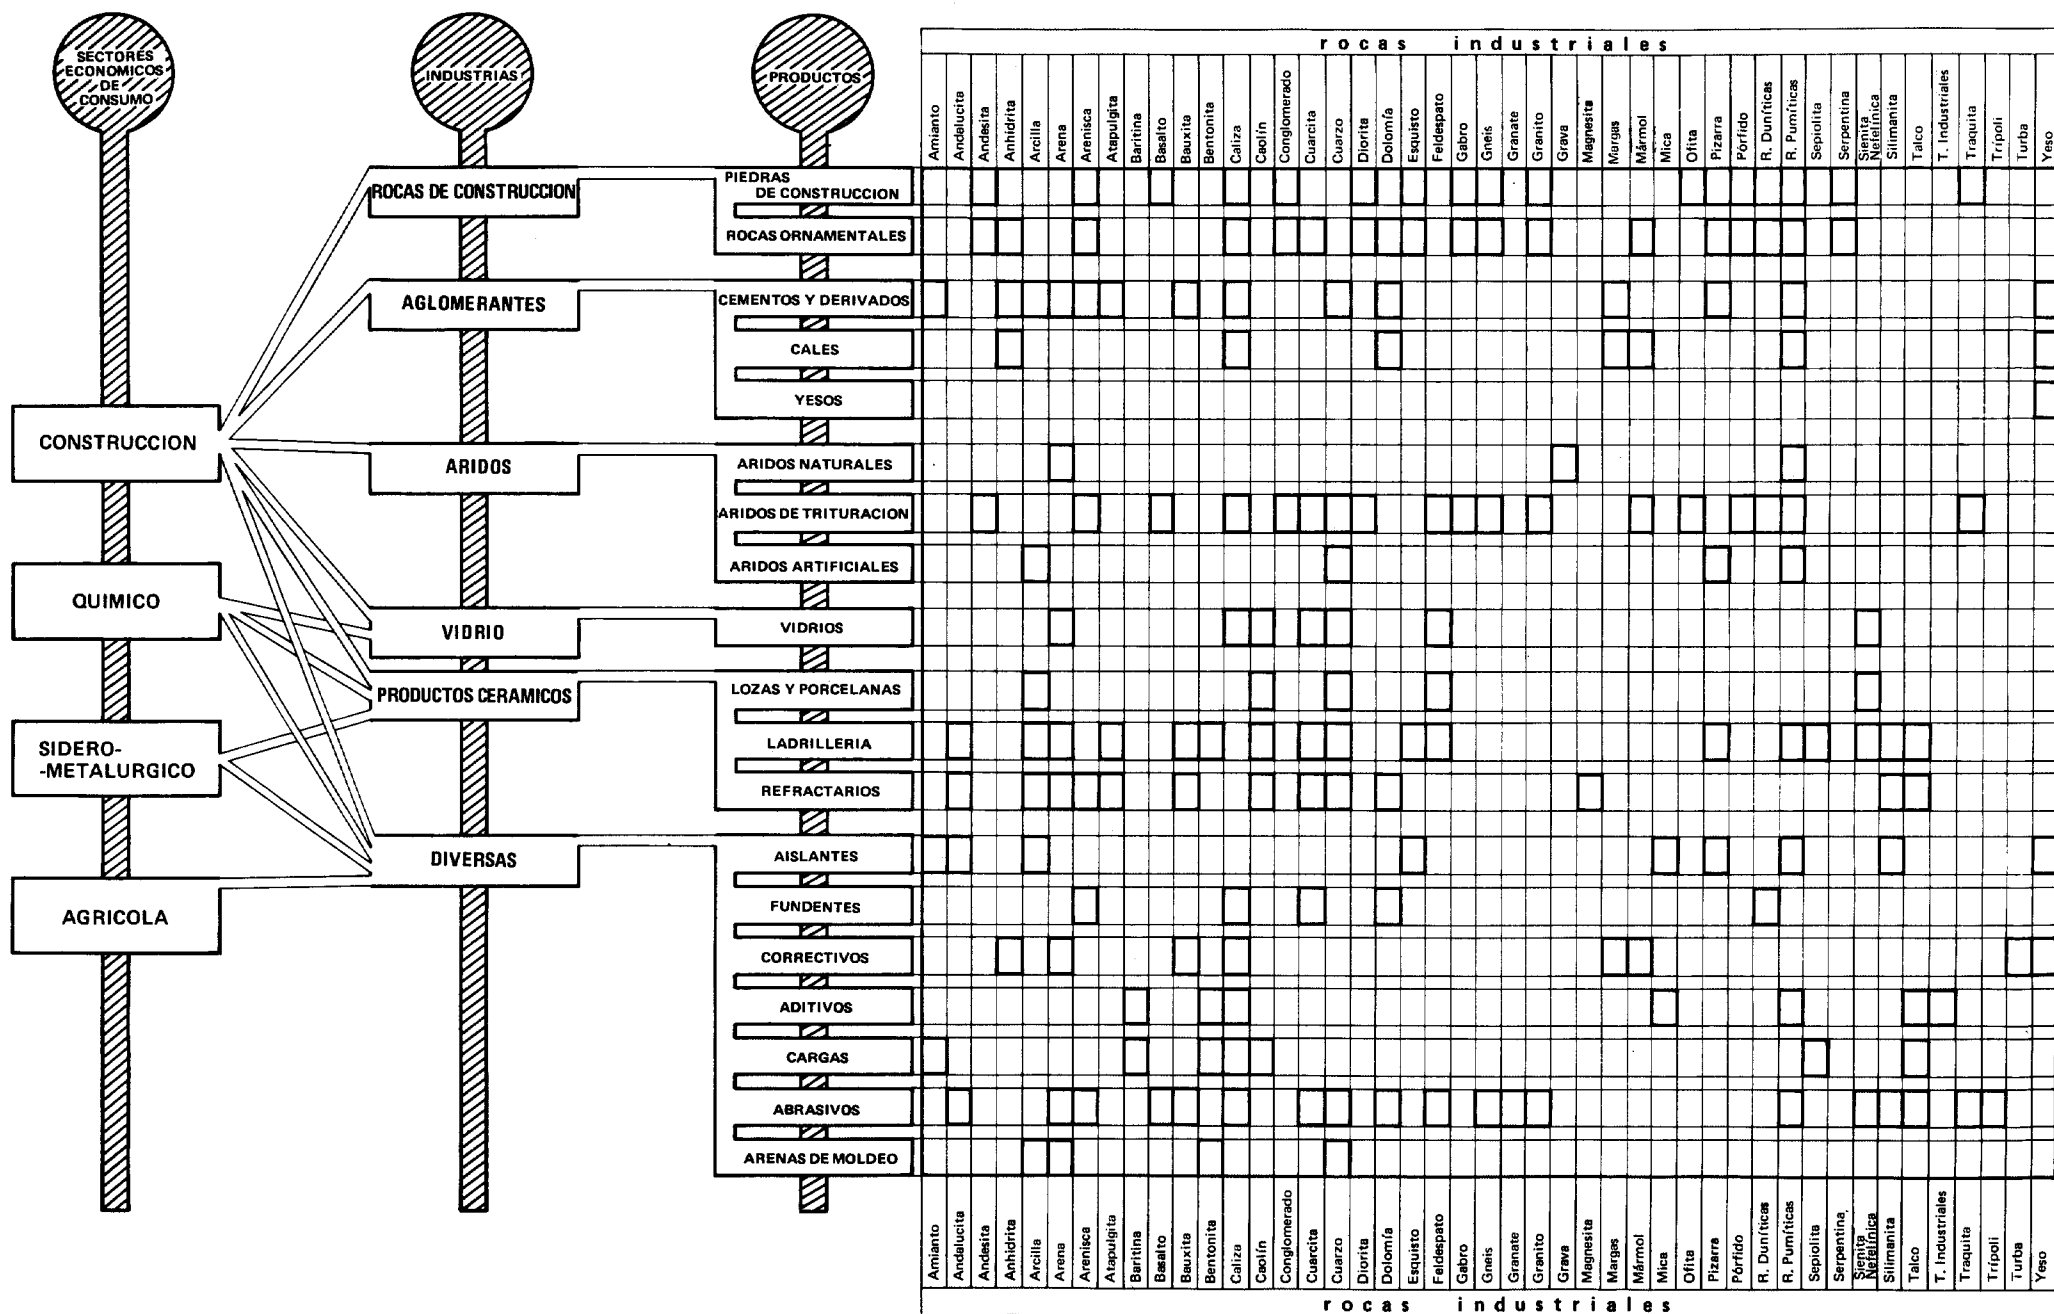 SECTORES
ECONOMICOS
DE
CONSUMO
INDUSTRIAS
PRODUCTOS
rocas industriales
Amianto
Andalucita
Andesita
Anhidrita
Arcilla
Arena
Arenisca
Atapulgita
Baritina
Basalto
Bauxita
Bentonita
Caliza
Caolín
Conglomerado
Cuarcita
Cuarzo
Diorita
Dolomía
Esquisto
Feldespato
Gabro
Gneis
Granate
Granito
Grava
Magnesita
Margas
Mármol
Mica
Ofita
Pizarra
Pórfido
R. Duníticas
R. Pumíticas
Sepiolita
Serpentina
Sienita
Nefelínica
Silimanita
Talco
T. Industriales
Traquita
Trípoli
Turba
Yeso
CONSTRUCCION
QUIMICO
SIDERO-
-METALURGICO
AGRICOLA
ROCAS DE CONSTRUCCION
AGLOMERANTES
ARIDOS
VIDRIO
PRODUCTOS CERAMICOS
DIVERSAS
PIEDRAS
DE CONSTRUCCION
ROCAS ORNAMENTALES
CEMENTOS Y DERIVADOS
CALES
YESOS
ARIDOS NATURALES
ARIDOS DE TRITURACION
ARIDOS ARTIFICIALES
VIDRIOS
LOZAS Y PORCELANAS
LADRILLERIA
REFRACTARIOS
AISLANTES
FUNDENTES
CORRECTIVOS
ADITIVOS
CARGAS
ABRASIVOS
ARENAS DE MOLDEO
Amianto
Andalucita
Andesita
Anhidrita
Arcilla
Arena
Arenisca
Atapulgita
Baritina
Basalto
Bauxita
Bentonita
Caliza
Caolín
Conglomerado
Cuarcita
Cuarzo
Diorita
Dolomía
Esquisto
Feldespato
Gabro
Gneis
Granate
Granito
Grava
Magnesita
Margas
Mármol
Mica
Ofita
Pizarra
Pórfido
R. Duníticas
R. Pumíticas
Sepiolita
Serpentina
Sienita
Nefelínica
Silimanita
Talco
T. Industriales
Traquita
Trípoli
Turba
Yeso
rocas industriales